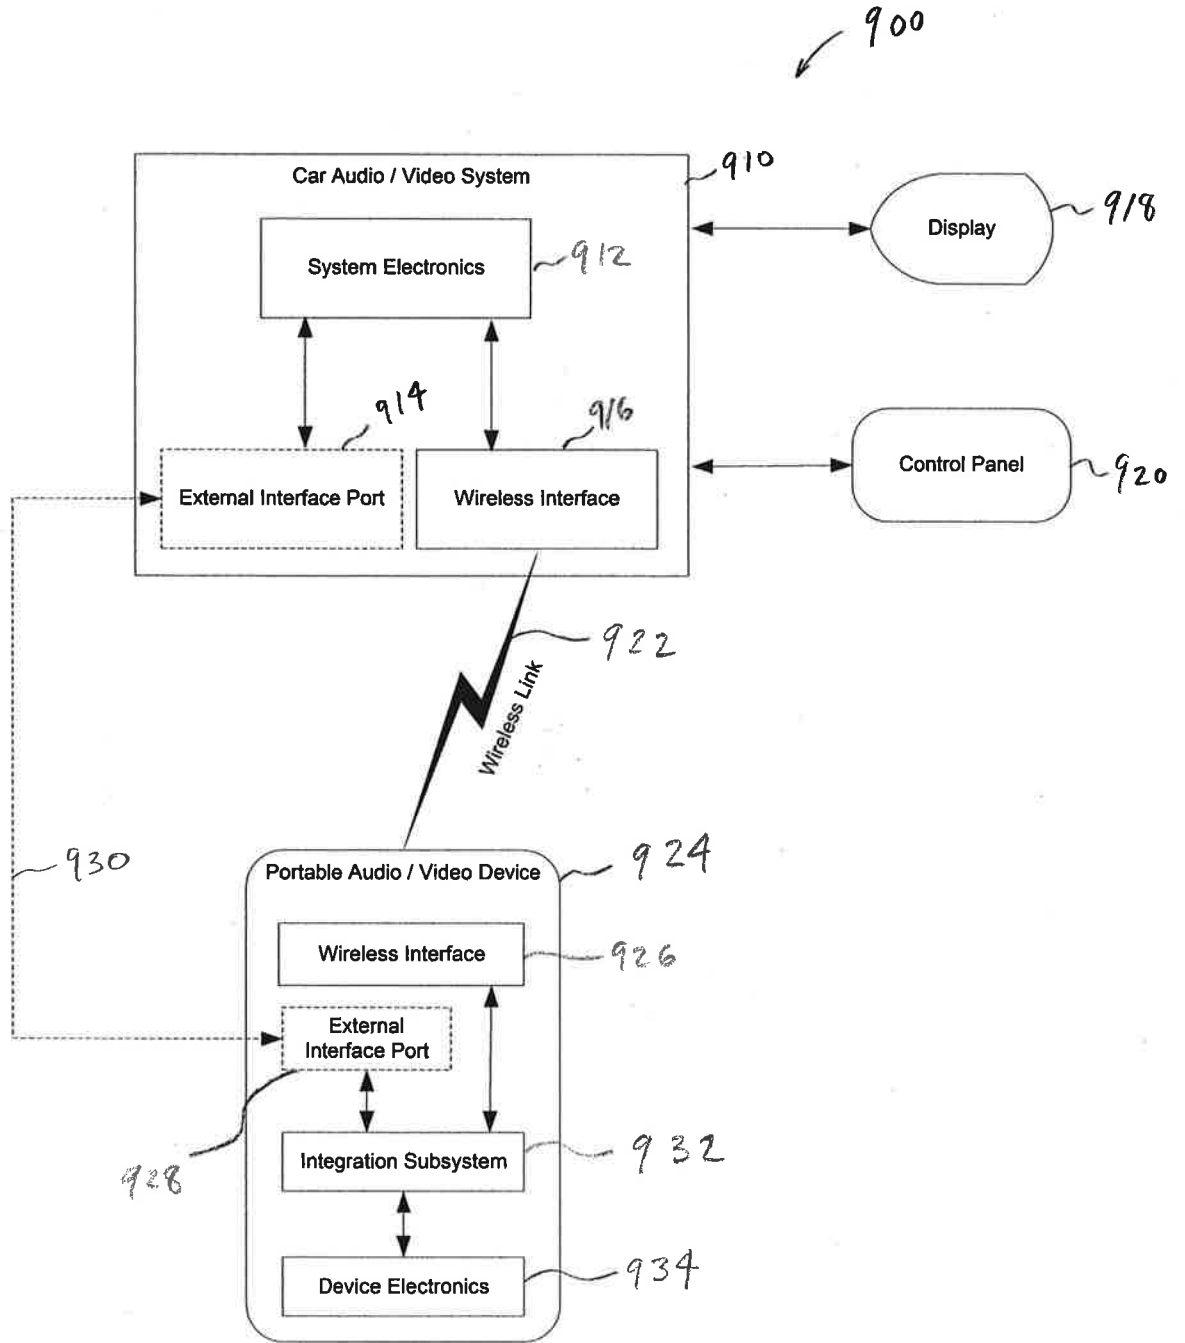 900
Car Audio / Video System
910
System Electronics
912
Display
918
914
916
External Interface Port
Wireless Interface
Control Panel
920
922
Wireless Link
930
Portable Audio / Video Device
924
Wireless Interface
926
External
Interface Port
928
Integration Subsystem
932
Device Electronics
934